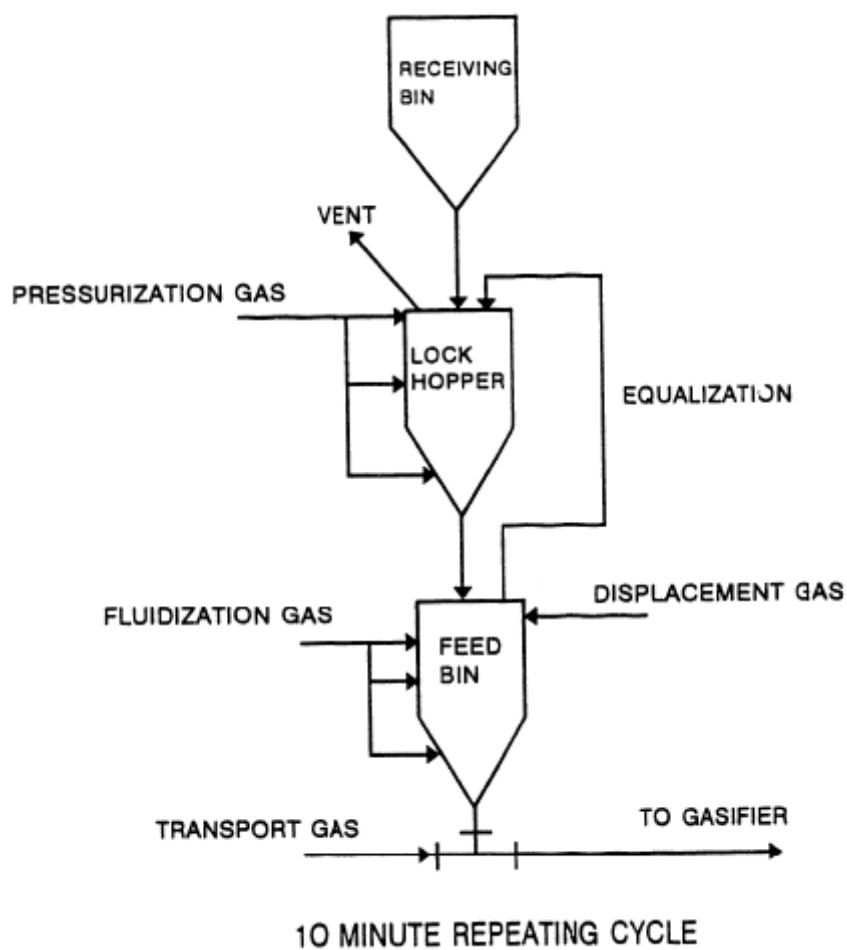 RECEIVING
BIN
VENT
PRESSURIZATION GAS
LOCK
HOPPER
EQUALIZATION
DISPLACEMENT GAS
FLUIDIZATION GAS
FEED
BIN
TRANSPORT GAS
TO GASIFIER
10 MINUTE REPEATING CYCLE